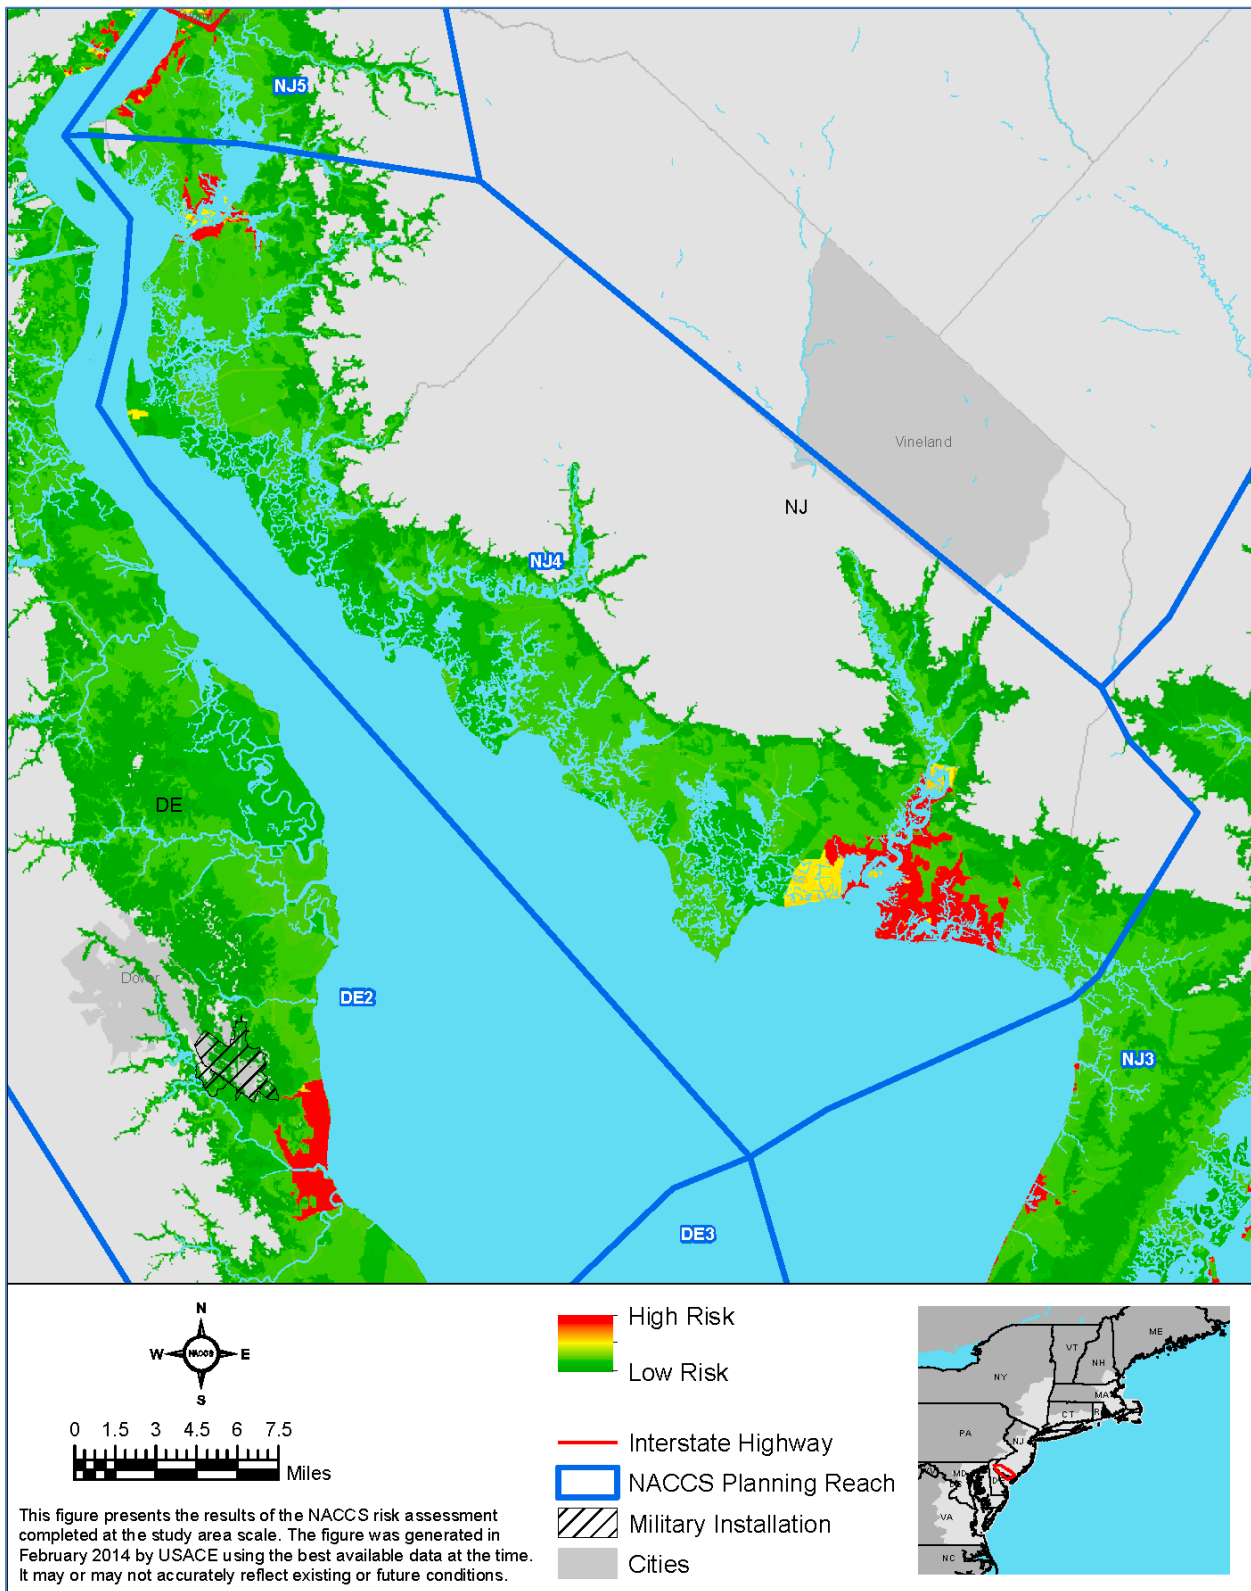 NJ5
Vineland
NJ
NJ4
DE
Dover
DE2
NJ3
DE3
N
W
NACCS
E
S
0 1.5 3 4.5 6 7.5
Miles
High Risk
Low Risk
Interstate Highway
NACCS Planning Reach
Military Installation
Cities
ME
VT
NH
NY
MA
CT
R
PA
NJ
MD
DE
VA
NC
This figure presents the results of the NACCS risk assessment
completed at the study area scale. The figure was generated in
February 2014 by USACE using the best available data at the time.
It may or may not accurately reflect existing or future conditions.